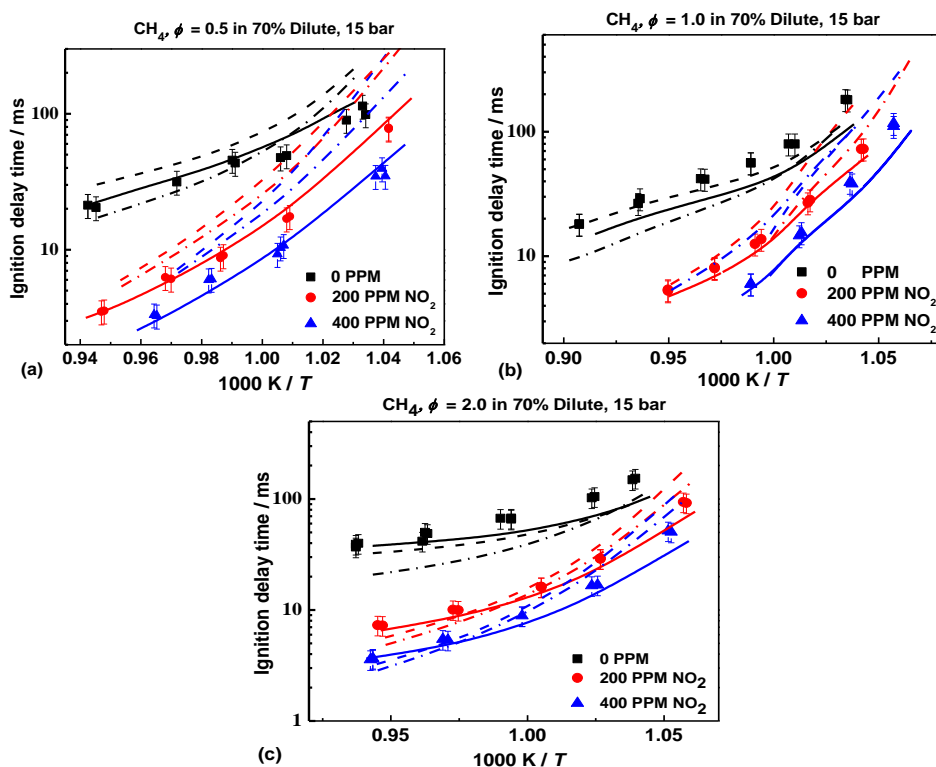 CH4, ϕ = 0.5 in 70% Dilute, 15 bar
Ignition delay time / ms
100
10
0 PPM
200 PPM NO2
400 PPM NO2
0.94 0.96 0.98 1.00 1.02 1.04 1.06
(a)
1000 K / T
CH4, ϕ = 1.0 in 70% Dilute, 15 bar
Ignition delay time / ms
100
10
0 PPM
200 PPM NO2
400 PPM NO2
0.90 0.95 1.00 1.05
(b)
1000 K / T
CH4, ϕ = 2.0 in 70% Dilute, 15 bar
Ignition delay time / ms
100
10
1
0 PPM
200 PPM NO2
400 PPM NO2
0.95 1.00 1.05
(c)
1000 K / T